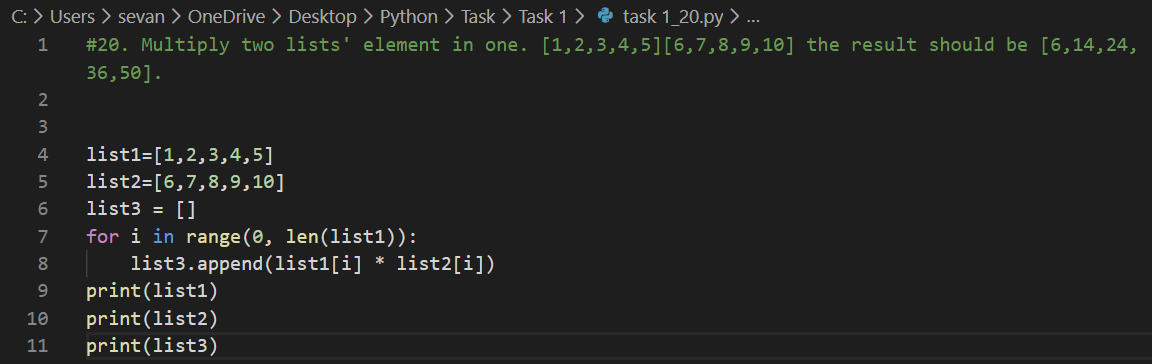 C: > Users > sevan > OneDrive > Desktop > Python > Task > Task 1 > task 1_20.py > ...
1 #20. Multiply two lists' element in one. [1,2,3,4,5][6,7,8,9,10] the result should be [6,14,24,
36,50].
2
3
4 list1=[1,2,3,4,5]
5 list2=[6,7,8,9,10]
6 list3 = []
7 for i in range(0, len(list1)):
8     list3.append(list1[i] * list2[i])
9 print(list1)
10 print(list2)
11 print(list3)